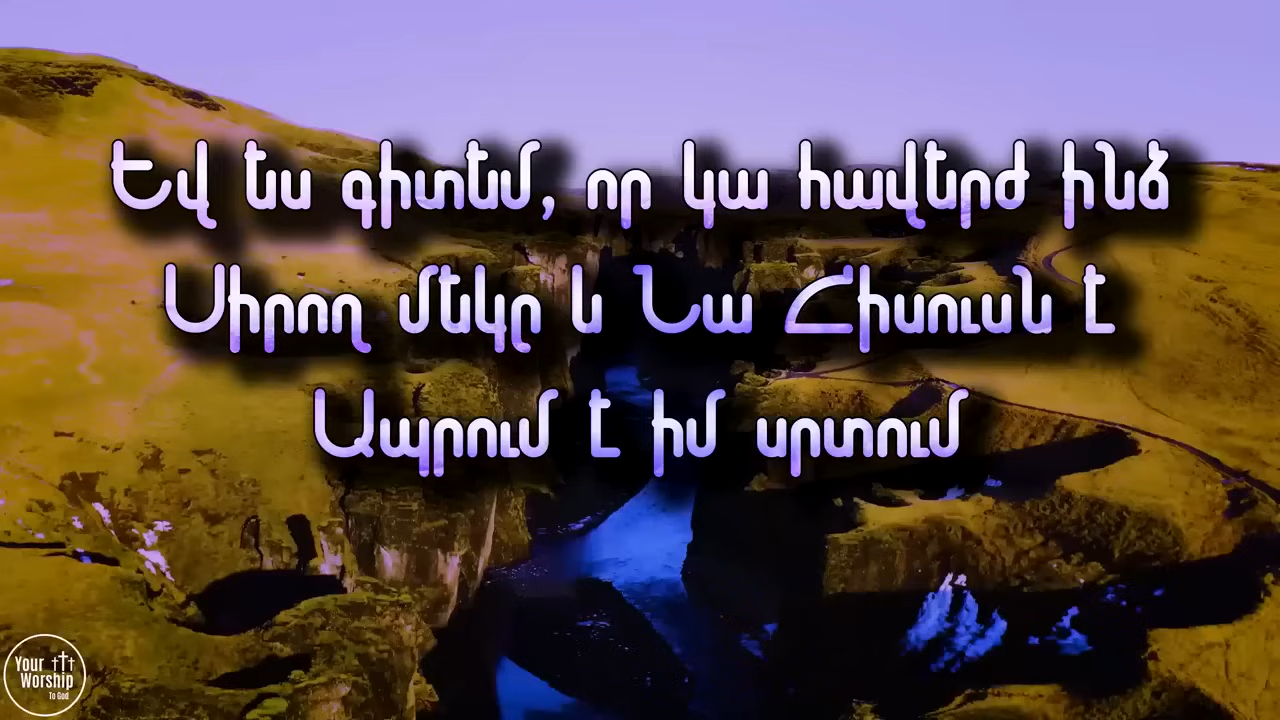 Եվ ես գիտեմ, որ կա հավերժ ինձ
Սիրող մեկը և Նա Հիսուսն է
Ապրում է իմ սրտում
Your
Worship
To God